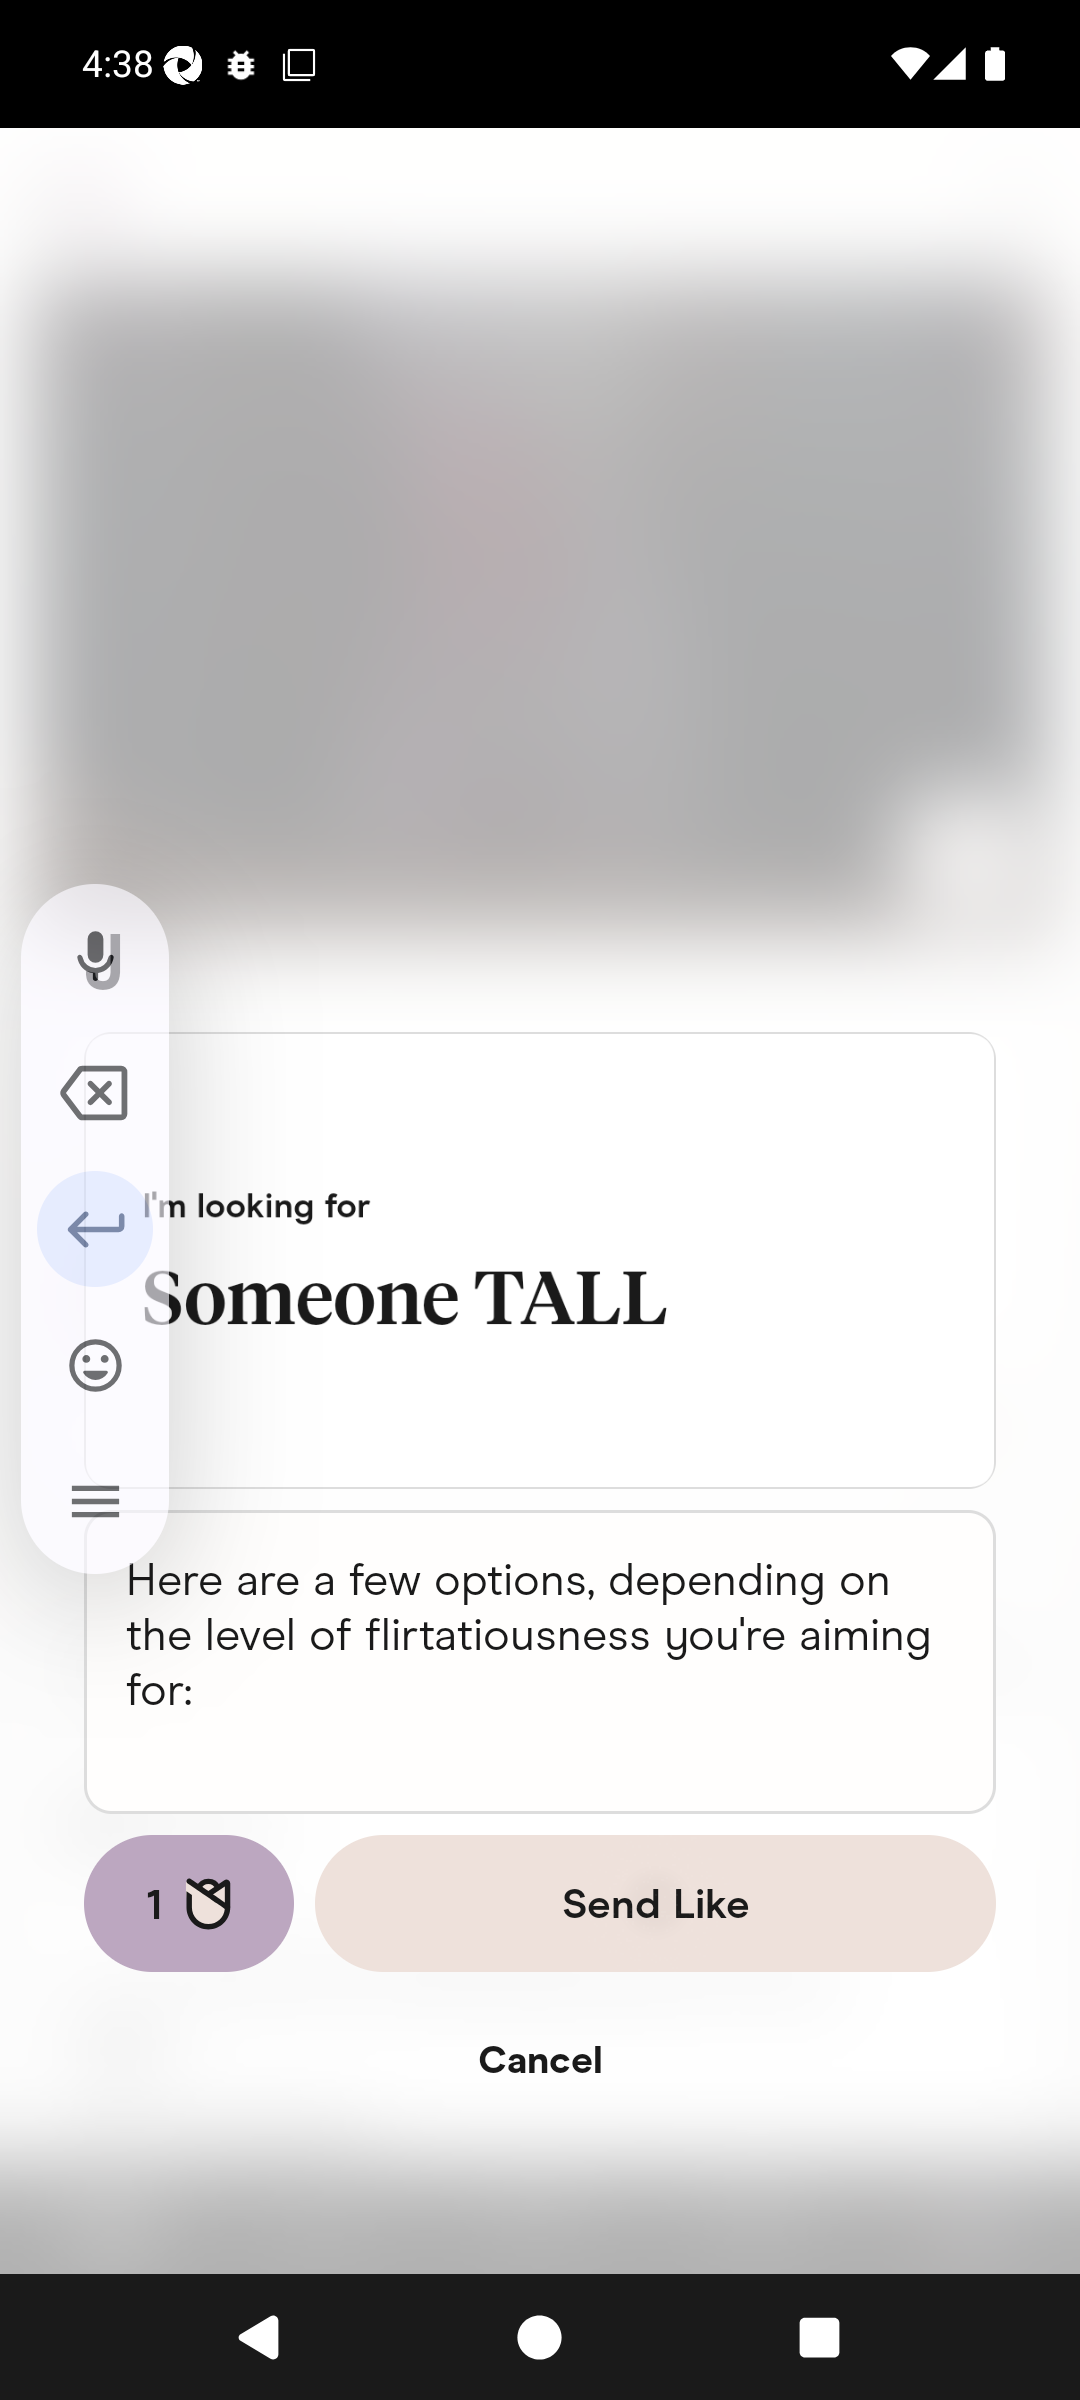 4:38
I'm looking for
Someone TALL
Here are a few options, depending on
the level of flirtatiousness you're aiming
for:
1
Send Like
Cancel